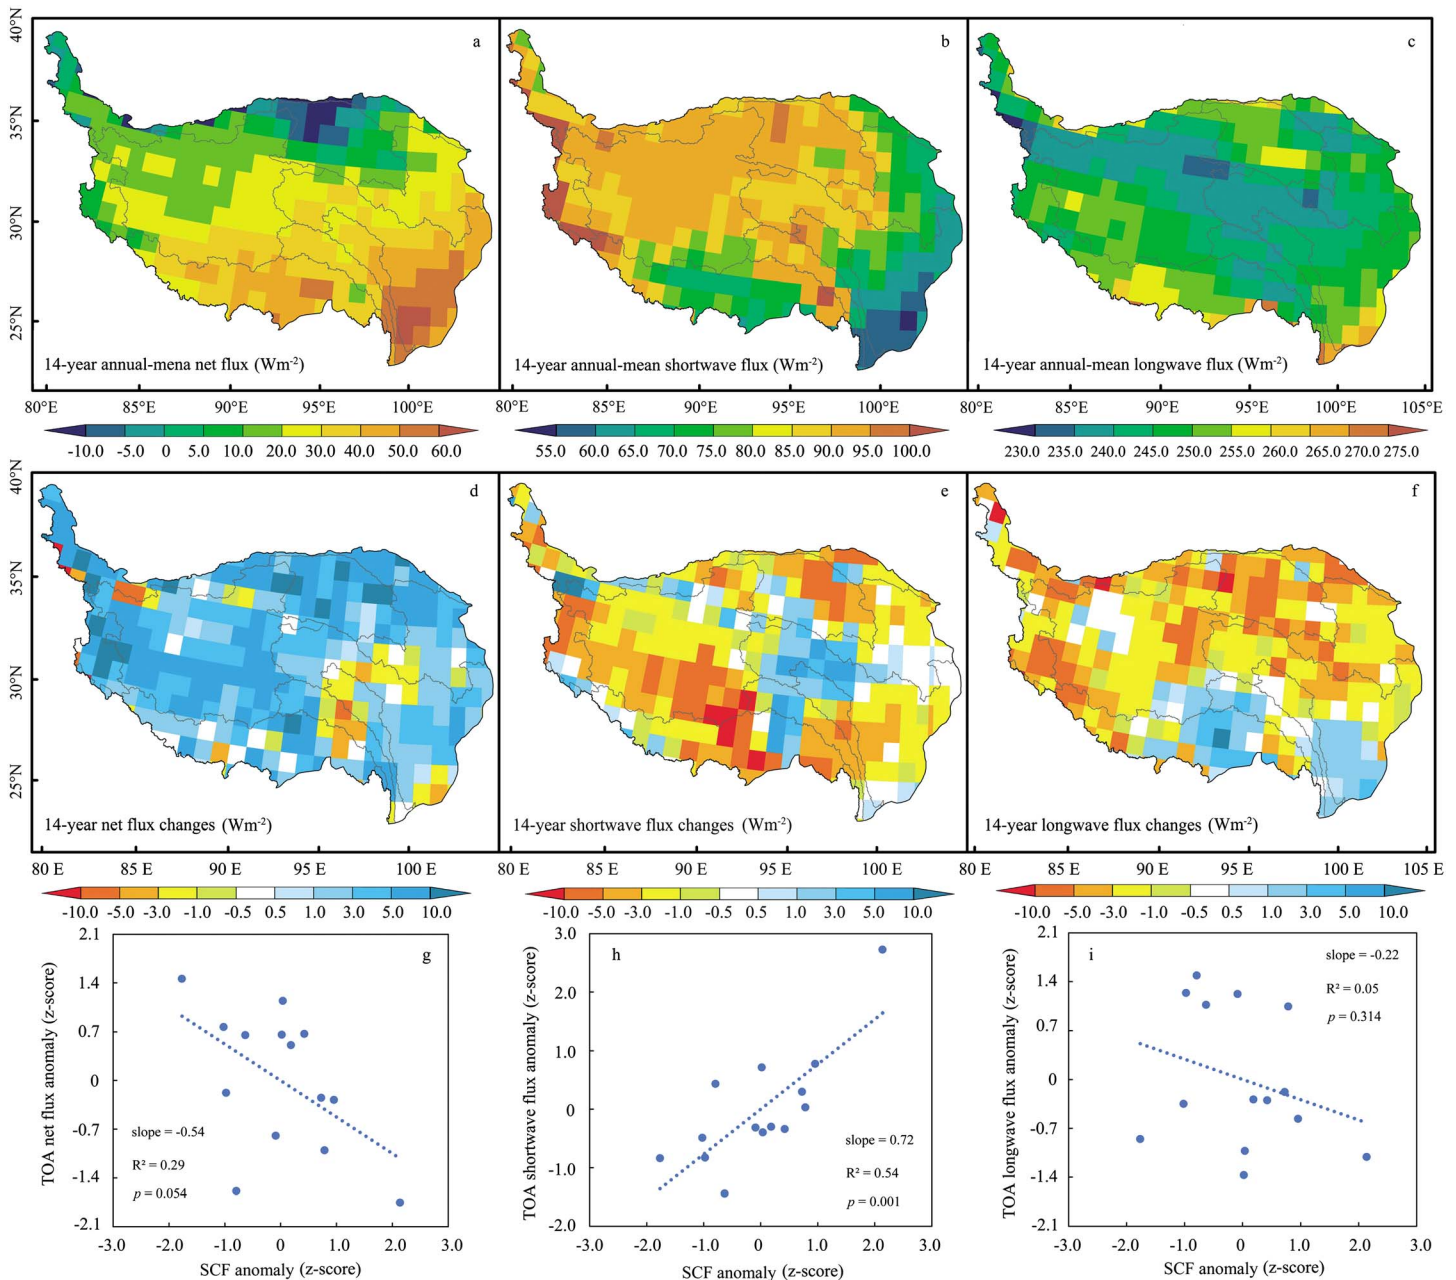 40°N
35°N
30°N
25°N
a
b
c
14-year annual-mena net flux (Wm-2)
14-year annual-mean shortwave flux (Wm-2)
14-year annual-mean longwave flux (Wm-2)
80°E 85°E 90°E 95°E 100°E
80°E 85°E 90°E 95°E 100°E
80°E 85°E 90°E 95°E 100°E 105°E
-10.0 -5.0 0 5.0 10.0 20.0 30.0 40.0 50.0 60.0
55.0 60.0 65.0 70.0 75.0 80.0 85.0 90.0 95.0 100.0
230.0 235.0 240.0 245.0 250.0 255.0 260.0 265.0 270.0 275.0
40°N
35°N
30°N
25°N
d
e
f
14-year net flux changes (Wm-2)
14-year shortwave flux changes (Wm-2)
14-year longwave flux changes (Wm-2)
80 E 85 E 90 E 95 E 100 E
80 E 85 E 90 E 95 E 100 E
80 E 85 E 90 E 95 E 100 E 105 E
-10.0 -5.0 -3.0 -1.0 -0.5 0.5 1.0 3.0 5.0 10.0
-10.0 -5.0 -3.0 -1.0 -0.5 0.5 1.0 3.0 5.0 10.0
-10.0 -5.0 -3.0 -1.0 -0.5 0.5 1.0 3.0 5.0 10.0
TOA net flux anomaly (z-score)
2.1
1.4
0.7
0
-0.7
-1.4
-2.1
g
slope = -0.54
R² = 0.29
p = 0.054
-3.0 -2.0 -1.0 0 1.0 2.0 3.0
SCF anomaly (z-score)
TOA shortwave flux anomaly (z-score)
3.0
2.0
1.0
0
-1.0
-2.0
h
slope = 0.72
R² = 0.54
p = 0.001
-3.0 -2.0 -1.0 0 1.0 2.0 3.0
SCF anomaly (z-score)
TOA longwave flux anomaly (z-score)
2.1
1.4
0.7
0
-0.7
-1.4
-2.1
i
slope = -0.22
R² = 0.05
p = 0.314
-3.0 -2.0 -1.0 0 1.0 2.0 3.0
SCF anomaly (z-score)